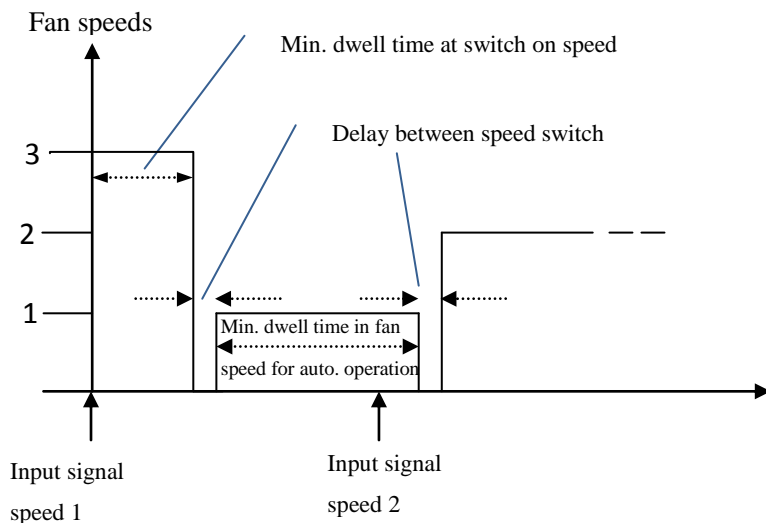 Fan speeds
Min. dwell time at switch on speed
Delay between speed switch
3
2
1
Min. dwell time in fan
speed for auto. operation
Input signal
speed 1
Input signal
speed 2